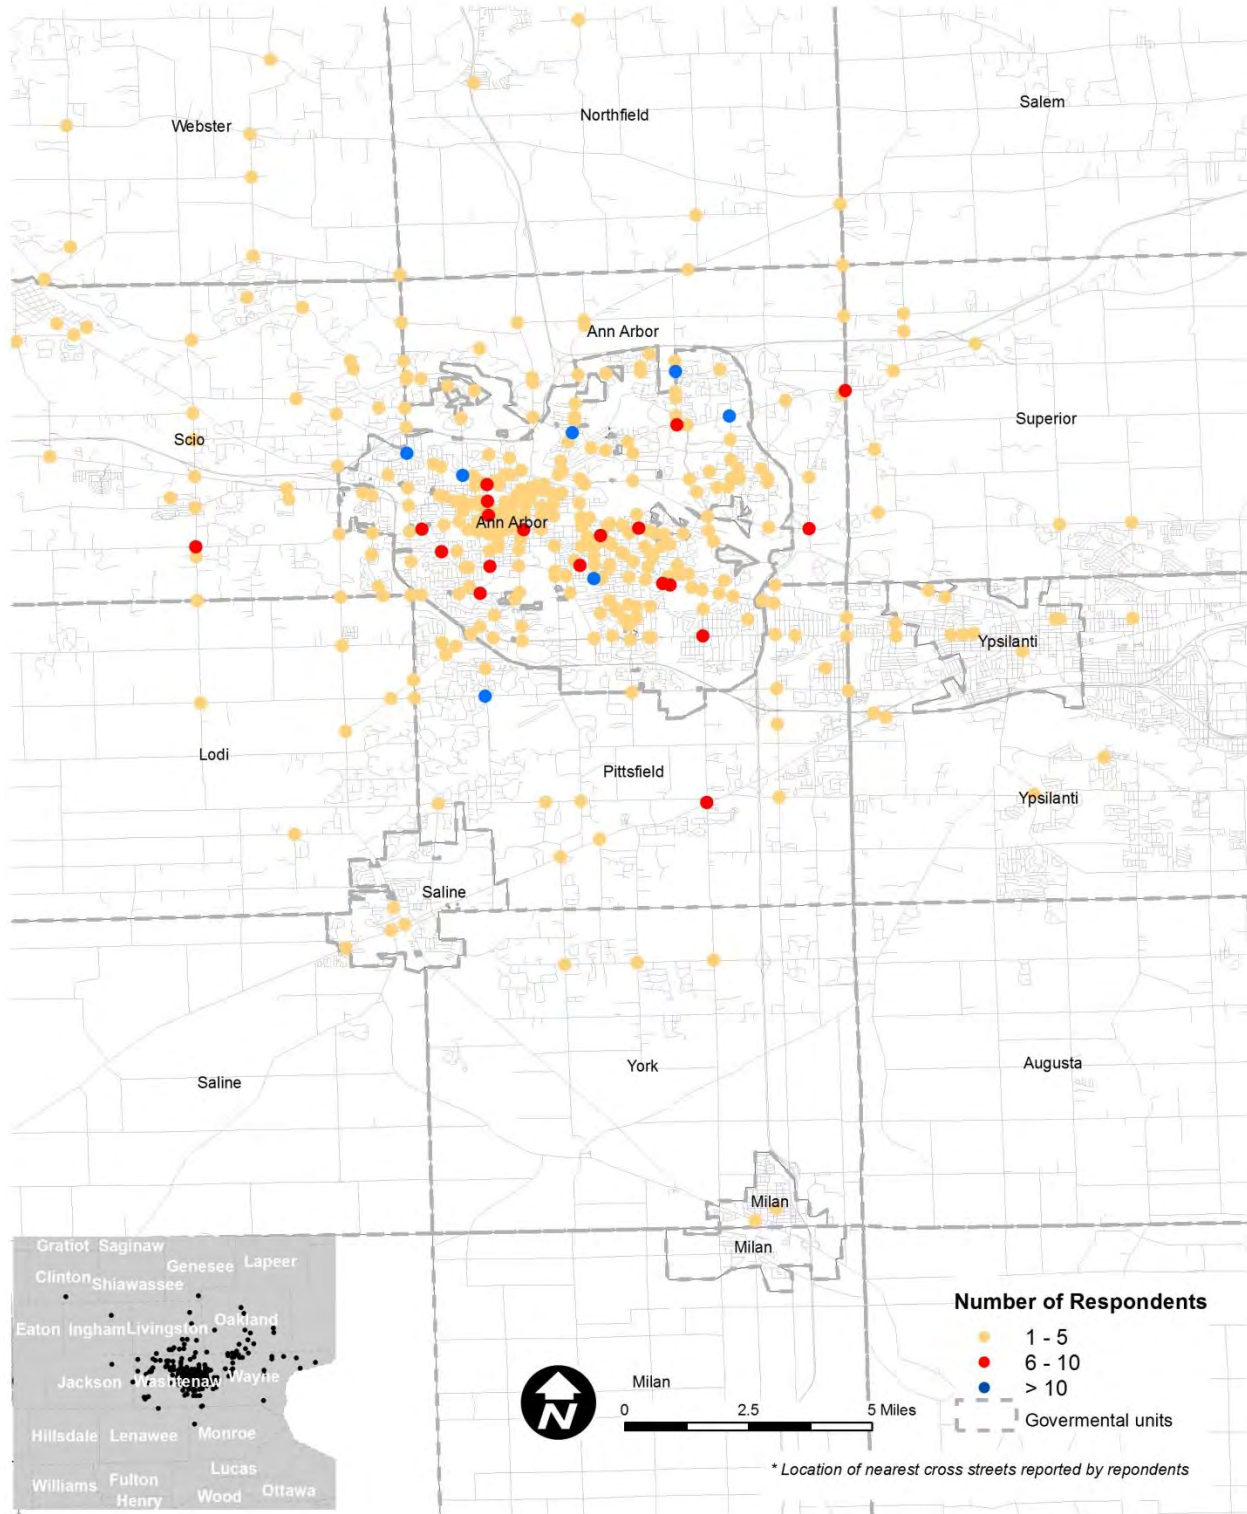 Salem
Northfield
Webster
Ann Arbor
Superior
Scio
Ann Arbor
Ypsilanti
Lodi
Pittsfield
Ypsilanti
Saline
York
Augusta
Saline
Milan
Milan
Gratiot Saginaw
Genesee Lapeer
Clinton Shiawassee
Eaton Ingham Livingston Oakland
Jackson Washtenaw Wayne
Hillsdale Lenawee Monroe
Lucas
Williams Fulton
Henry Wood Ottawa
N
Milan
0 2.5 5 Miles
Number of Respondents
1 - 5
6 - 10
> 10
Govermental units
* Location of nearest cross streets reported by repondents